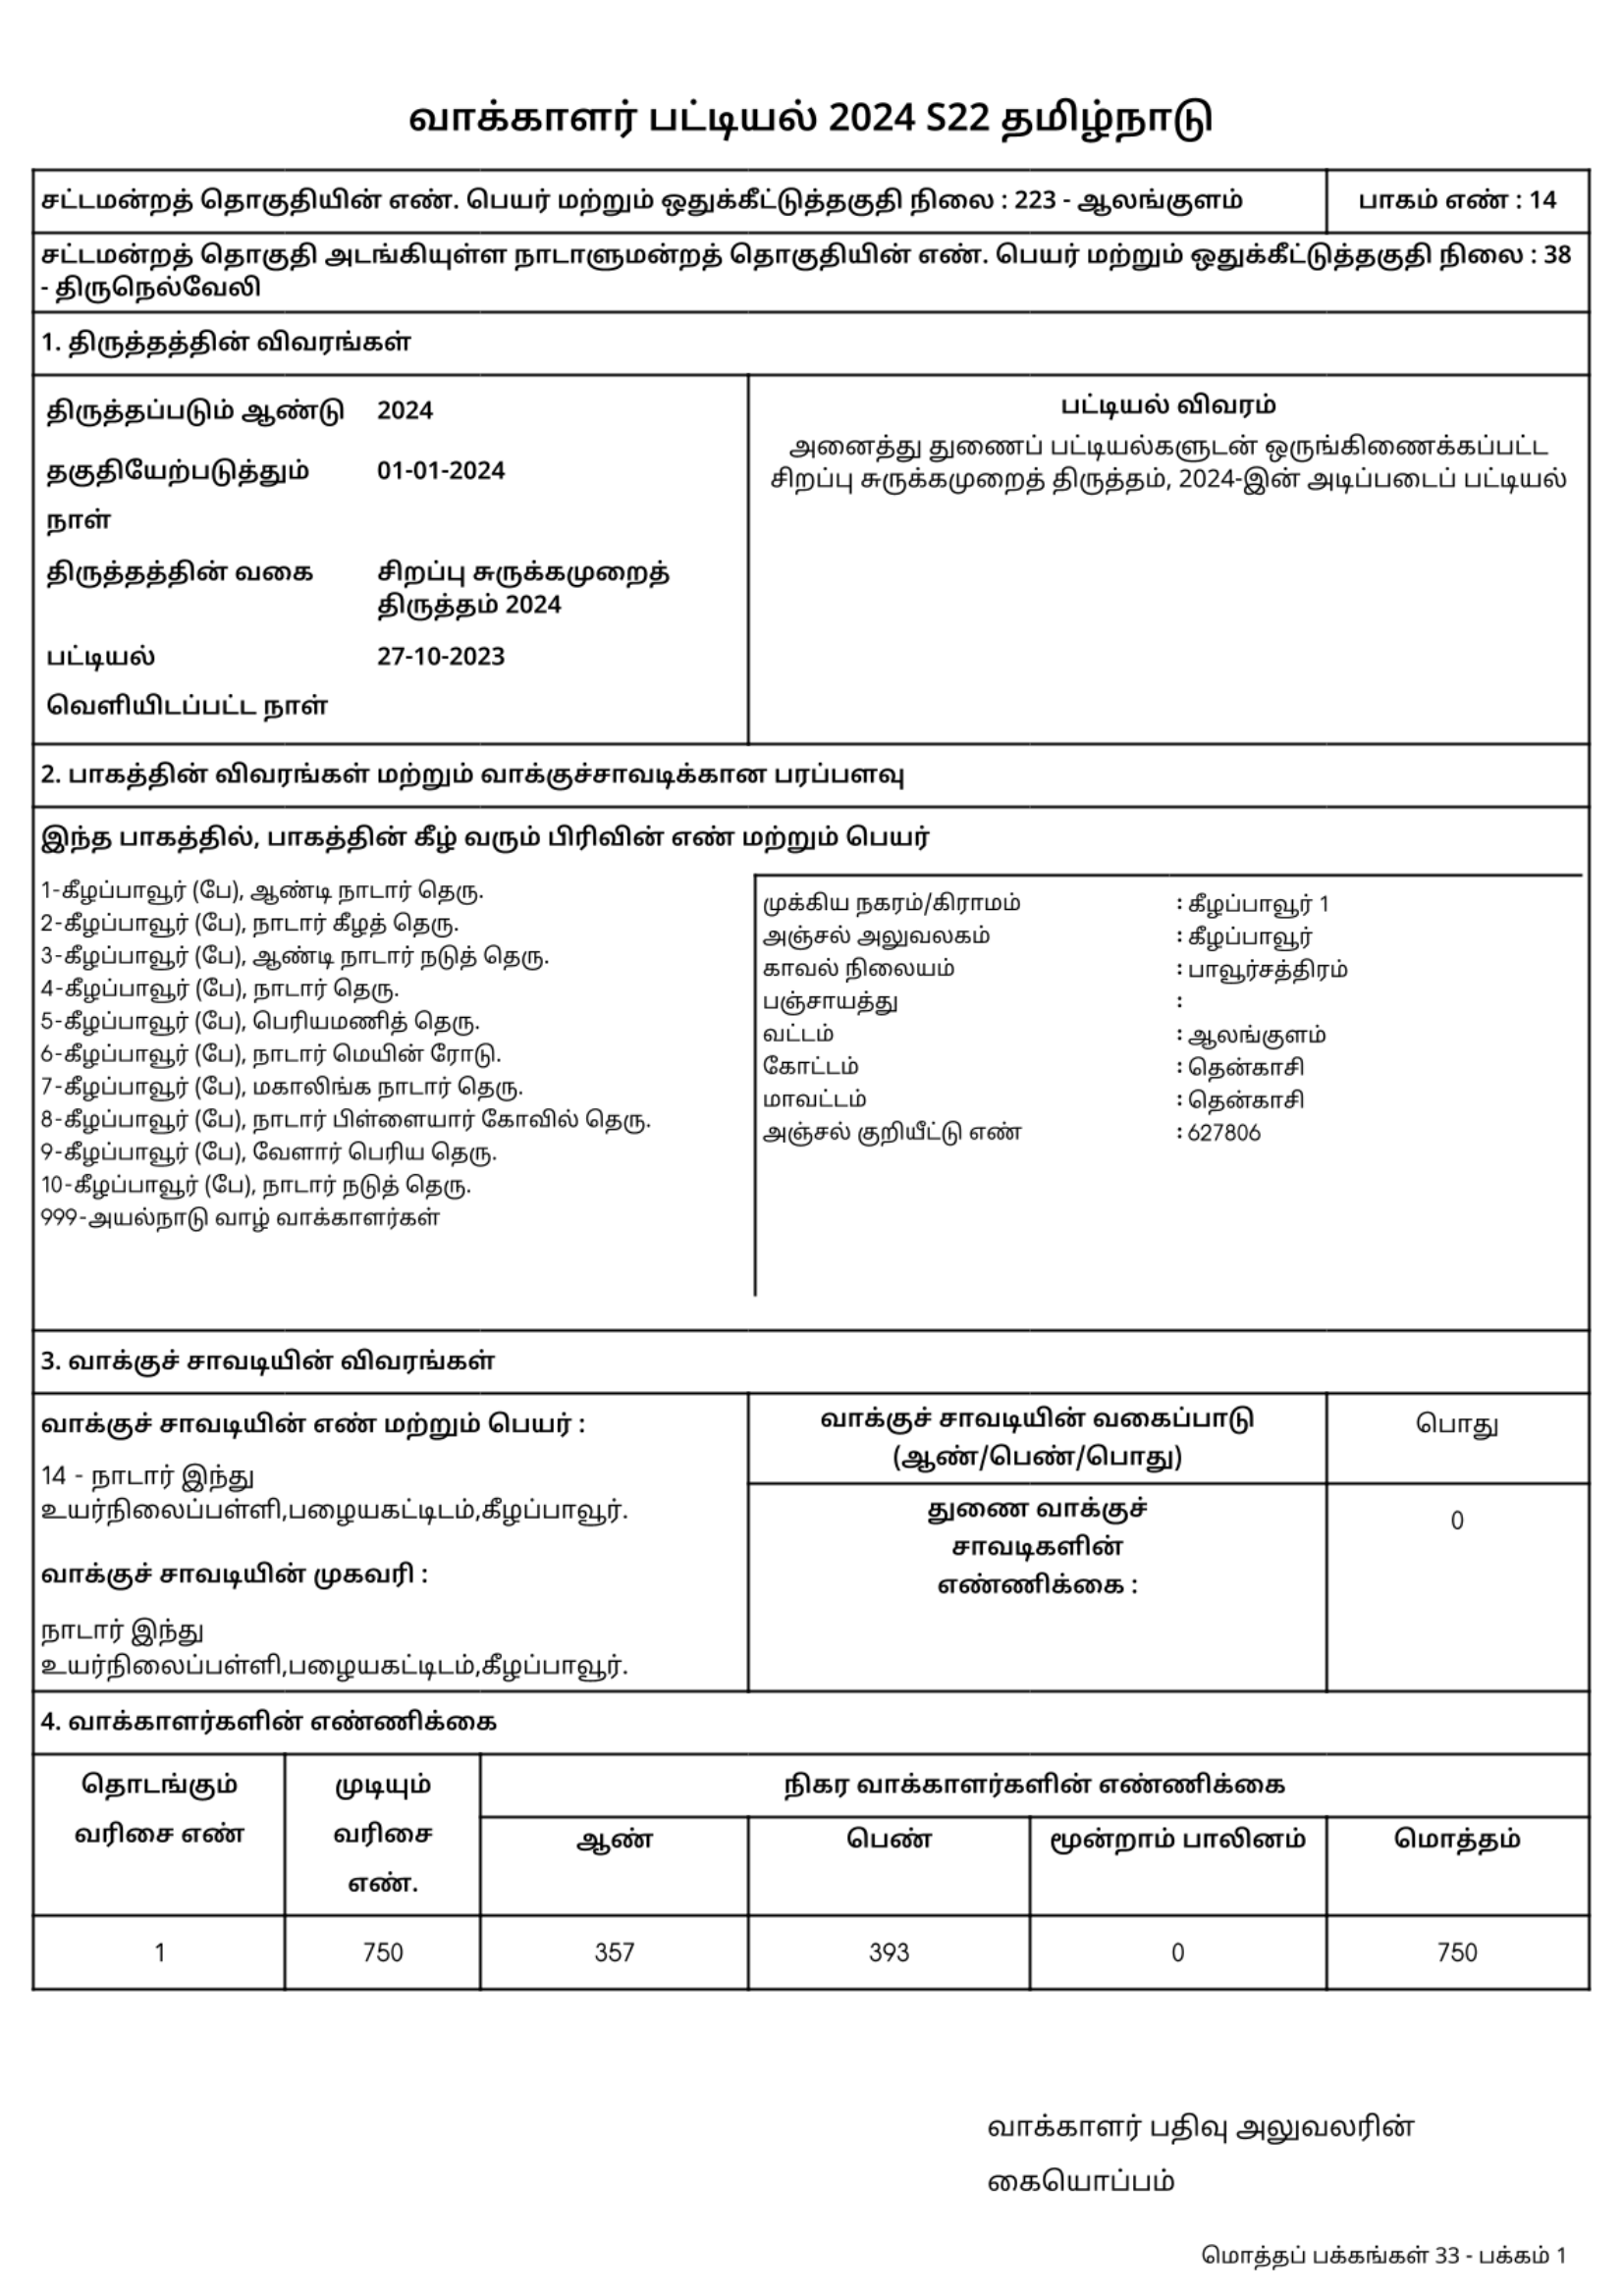 வாக்காளர் பட்டியல் 2024 S22 தமிழ்நாடு
சட்டமன்றத் தொகுதியின் எண். பெயர் மற்றும் ஒதுக்கீட்டுத்தகுதி நிலை : 223 - ஆலங்குளம்
பாகம் எண் : 14
சட்டமன்றத் தொகுதி அடங்கியுள்ள நாடாளுமன்றத் தொகுதியின் எண். பெயர் மற்றும் ஒதுக்கீட்டுத்தகுதி நிலை : 38
- திருநெல்வேலி
1. திருத்தத்தின் விவரங்கள்
திருத்தப்படும் ஆண்டு 2024
தகுதியேற்படுத்தும் 01-01-2024
நாள்
திருத்தத்தின் வகை சிறப்பு சுருக்கமுறைத்
திருத்தம் 2024
பட்டியல் 27-10-2023
வெளியிடப்பட்ட நாள்
பட்டியல் விவரம்
அனைத்து துணைப் பட்டியல்களுடன் ஒருங்கிணைக்கப்பட்ட
சிறப்பு சுருக்கமுறைத் திருத்தம், 2024-இன் அடிப்படைப் பட்டியல்
2. பாகத்தின் விவரங்கள் மற்றும் வாக்குச்சாவடிக்கான பரப்பளவு
இந்த பாகத்தில், பாகத்தின் கீழ் வரும் பிரிவின் எண் மற்றும் பெயர்
1-கீழப்பாவூர் (பே), ஆண்டி நாடார் தெரு.
2-கீழப்பாவூர் (பே), நாடார் கீழத் தெரு.
3-கீழப்பாவூர் (பே), ஆண்டி நாடார் நடுத் தெரு.
4-கீழப்பாவூர் (பே), நாடார் தெரு.
5-கீழப்பாவூர் (பே), பெரியமணித் தெரு.
6-கீழப்பாவூர் (பே), நாடார் மெயின் ரோடு.
7-கீழப்பாவூர் (பே), மகாலிங்க நாடார் தெரு.
8-கீழப்பாவூர் (பே), நாடார் பிள்ளையார் கோவில் தெரு.
9-கீழப்பாவூர் (பே), வேளார் பெரிய தெரு.
10-கீழப்பாவூர் (பே), நாடார் நடுத் தெரு.
999-அயல்நாடு வாழ் வாக்காளர்கள்
முக்கிய நகரம்/கிராமம் : கீழப்பாவூர் 1
அஞ்சல் அலுவலகம் : கீழப்பாவூர்
காவல் நிலையம் : பாவூர்சத்திரம்
பஞ்சாயத்து :
வட்டம் : ஆலங்குளம்
கோட்டம் : தென்காசி
மாவட்டம் : தென்காசி
அஞ்சல் குறியீட்டு எண் : 627806
3. வாக்குச் சாவடியின் விவரங்கள்
வாக்குச் சாவடியின் எண் மற்றும் பெயர் :
14 - நாடார் இந்து
உயர்நிலைப்பள்ளி,பழையகட்டிடம்,கீழப்பாவூர்.
வாக்குச் சாவடியின் முகவரி :
நாடார் இந்து
உயர்நிலைப்பள்ளி,பழையகட்டிடம்,கீழப்பாவூர்.
வாக்குச் சாவடியின் வகைப்பாடு
(ஆண்/பெண்/பொது)
பொது
துணை வாக்குச்
சாவடிகளின்
எண்ணிக்கை :
0
4. வாக்காளர்களின் எண்ணிக்கை
தொடங்கும்
வரிசை எண்
முடியும்
வரிசை
எண்.
நிகர வாக்காளர்களின் எண்ணிக்கை
ஆண் பெண் மூன்றாம் பாலினம் மொத்தம்
1 750 357 393 0 750
வாக்காளர் பதிவு அலுவலரின்
கையொப்பம்
மொத்தப் பக்கங்கள் 33 - பக்கம் 1